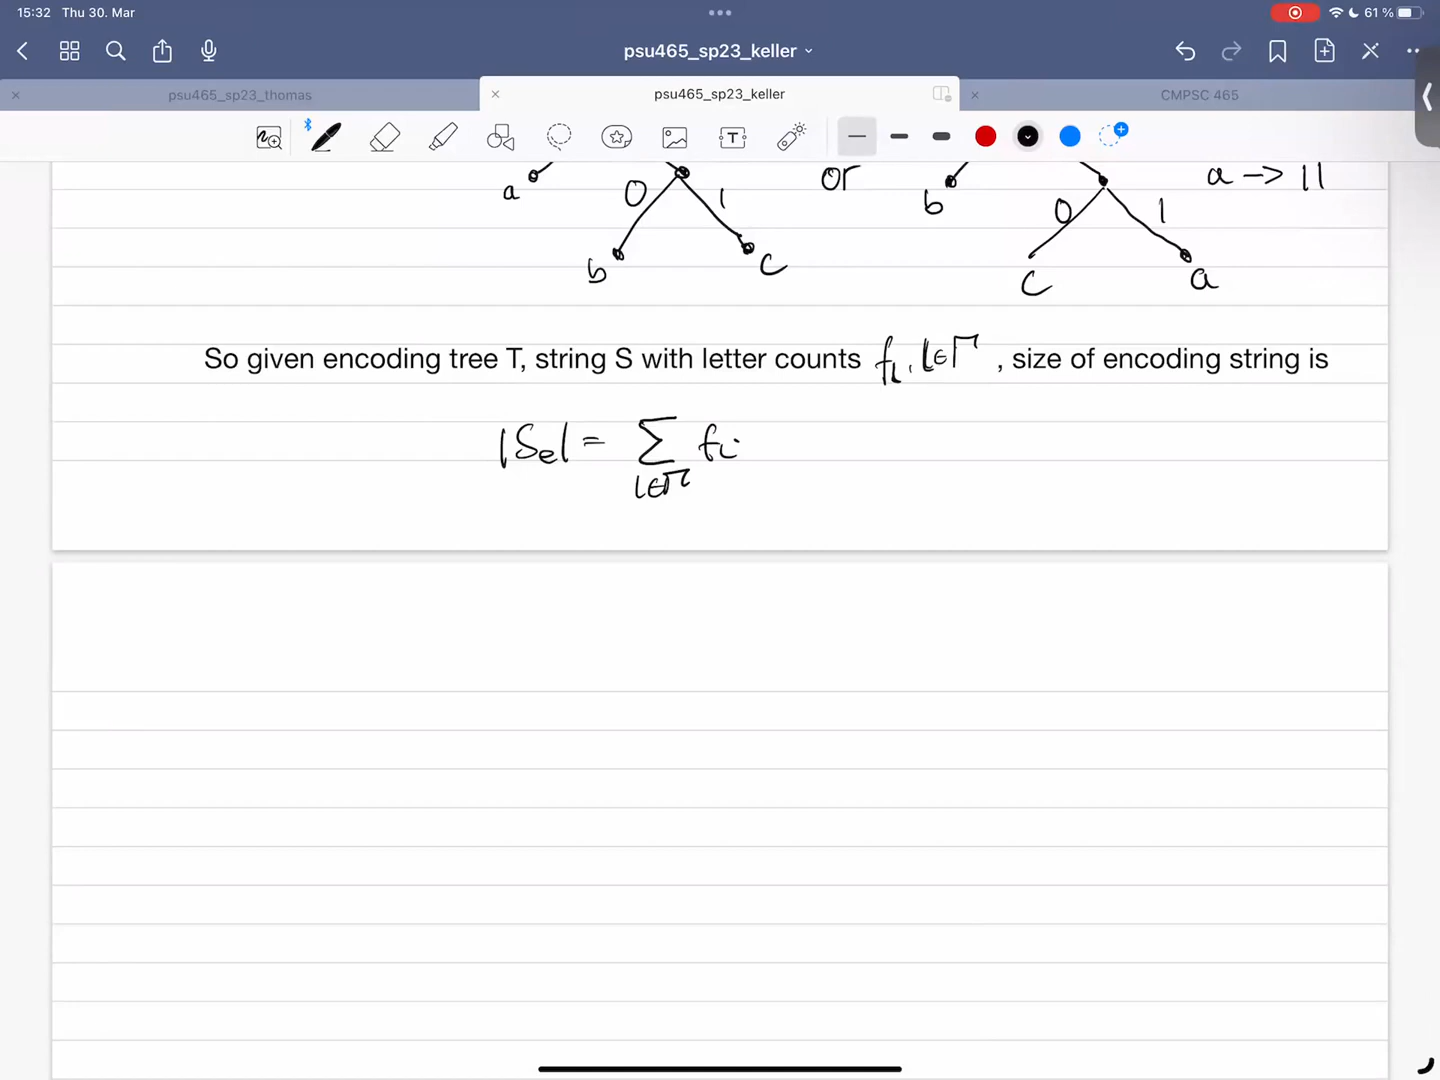 15:32 Thu 30. Mar
61 %
psu465_sp23_keller
psu465_sp23_thomas
psu465_sp23_keller
CMPSC 465
T
a 0 1 or b 0 1 a -> 11
b c c a
So given encoding tree T, string S with letter counts f_l, l∈Γ , size of encoding string is
|S_e| = ∑_{l∈Γ} f_i